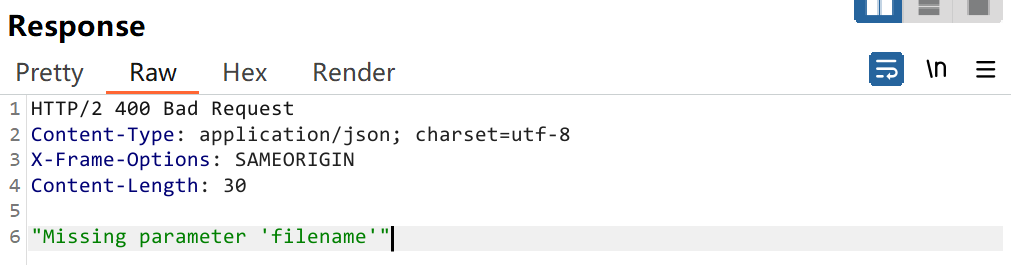 Response
Pretty Raw Hex Render \n
1 HTTP/2 400 Bad Request
2 Content-Type: application/json; charset=utf-8
3 X-Frame-Options: SAMEORIGIN
4 Content-Length: 30
5
6 "Missing parameter 'filename'"